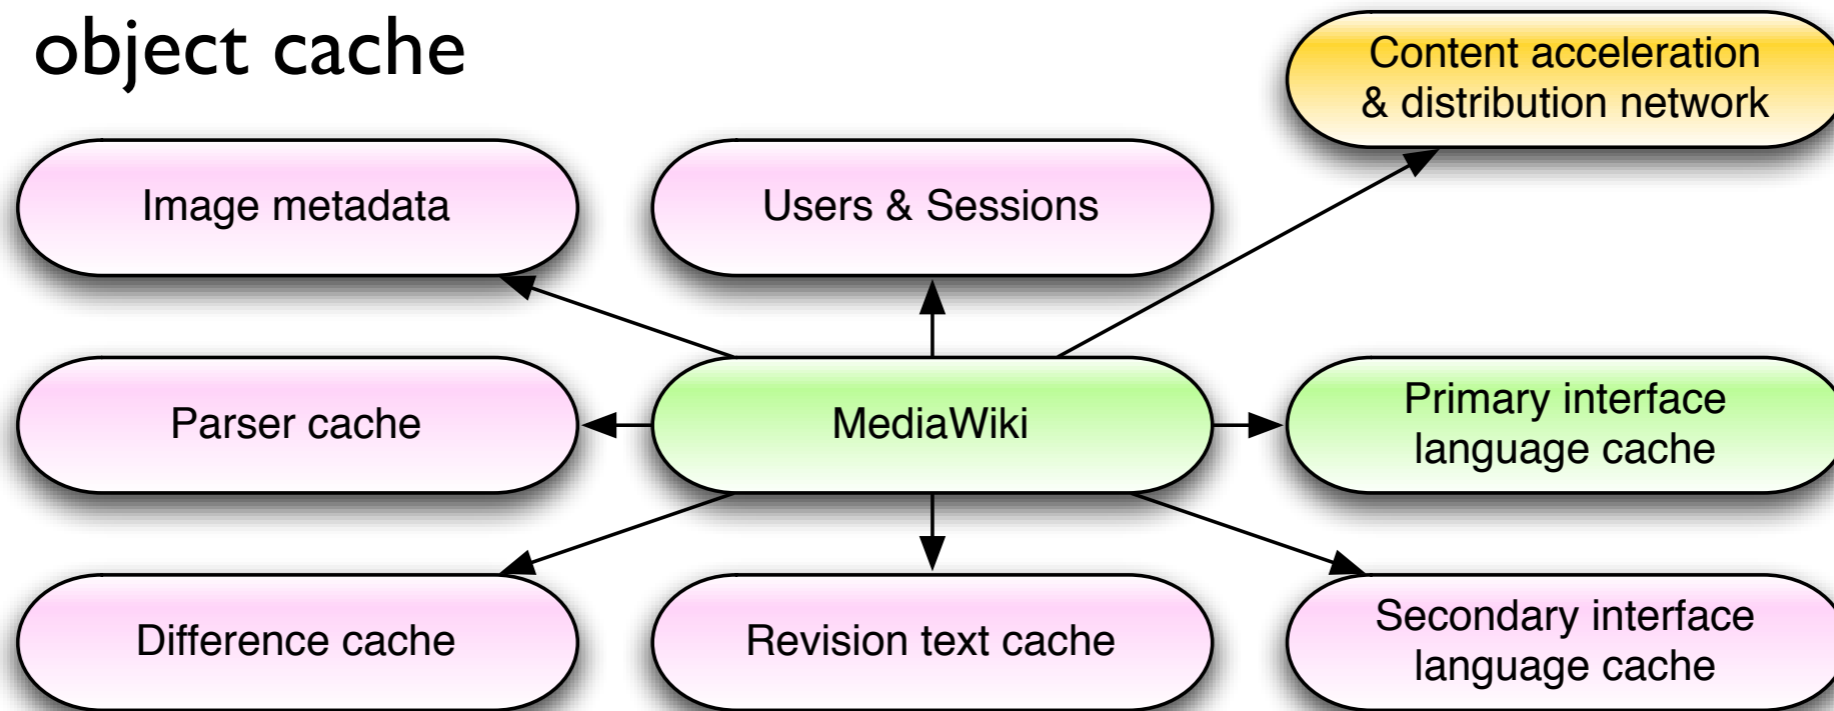 object cache
Content acceleration
& distribution network
Image metadata
Users & Sessions
Parser cache
MediaWiki
Primary interface
language cache
Difference cache
Revision text cache
Secondary interface
language cache